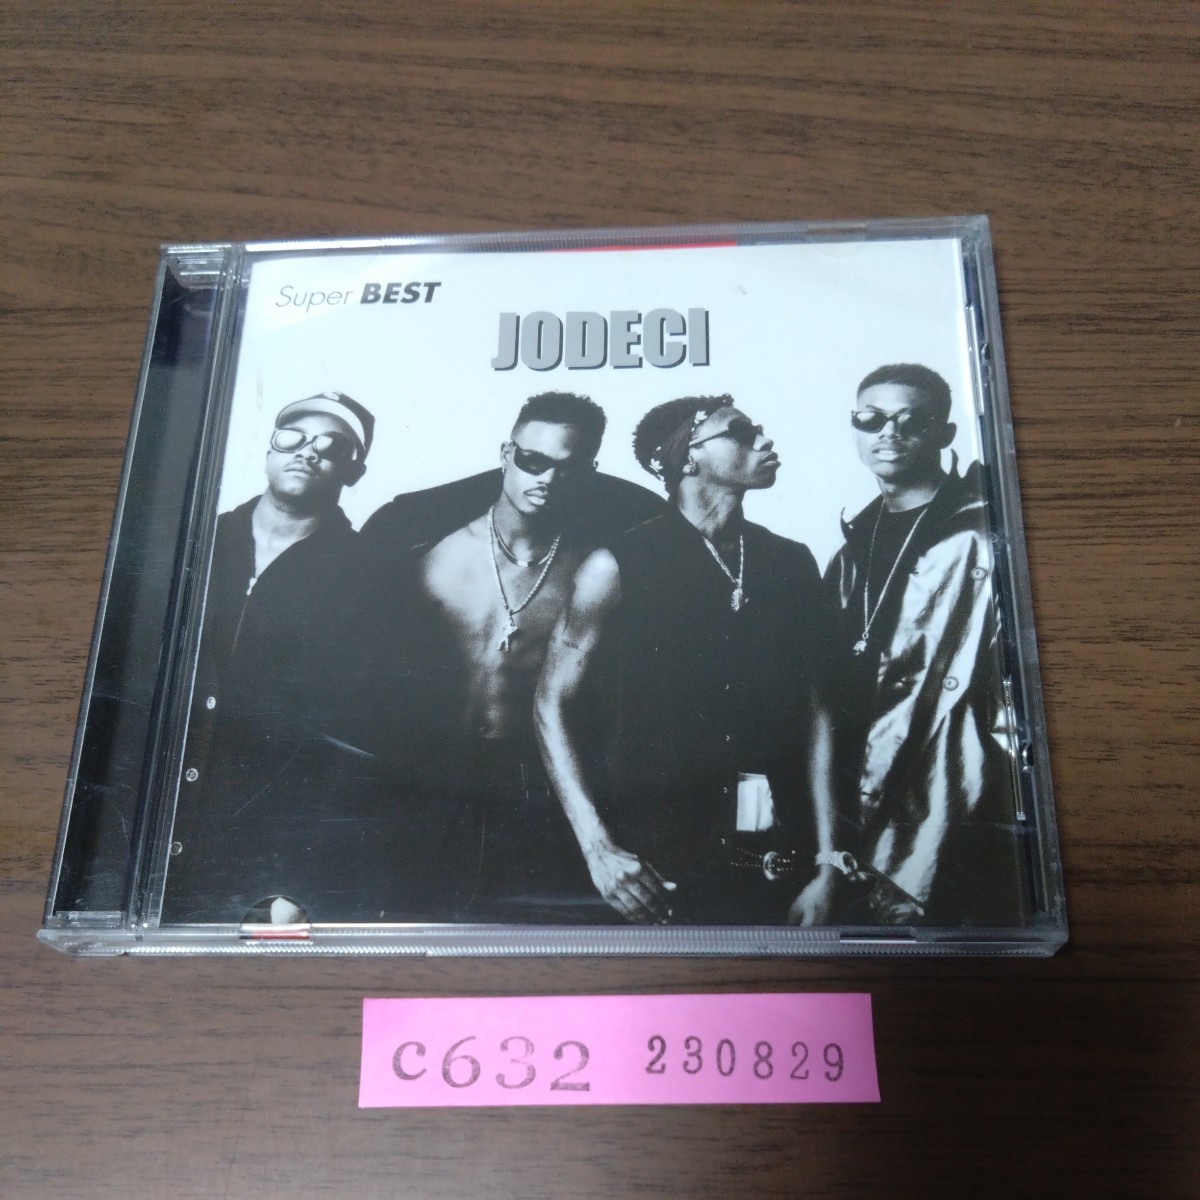 Super BEST
JODECI
C632 230829